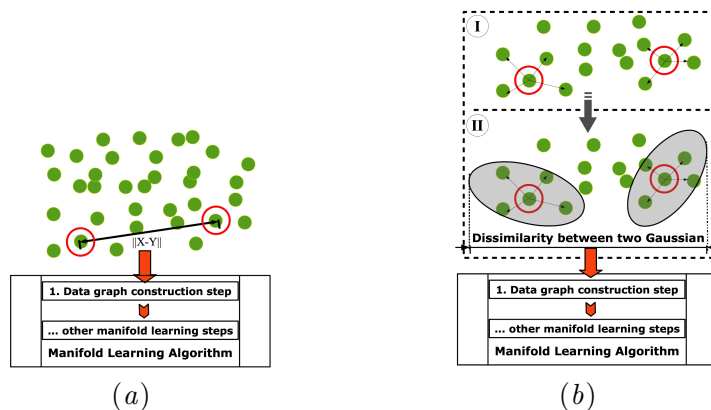 ||X-Y||
1. Data graph construction step
... other manifold learning steps
Manifold Learning Algorithm
(a)
I
II
Dissimilarity between two Gaussian
1. Data graph construction step
... other manifold learning steps
Manifold Learning Algorithm
(b)